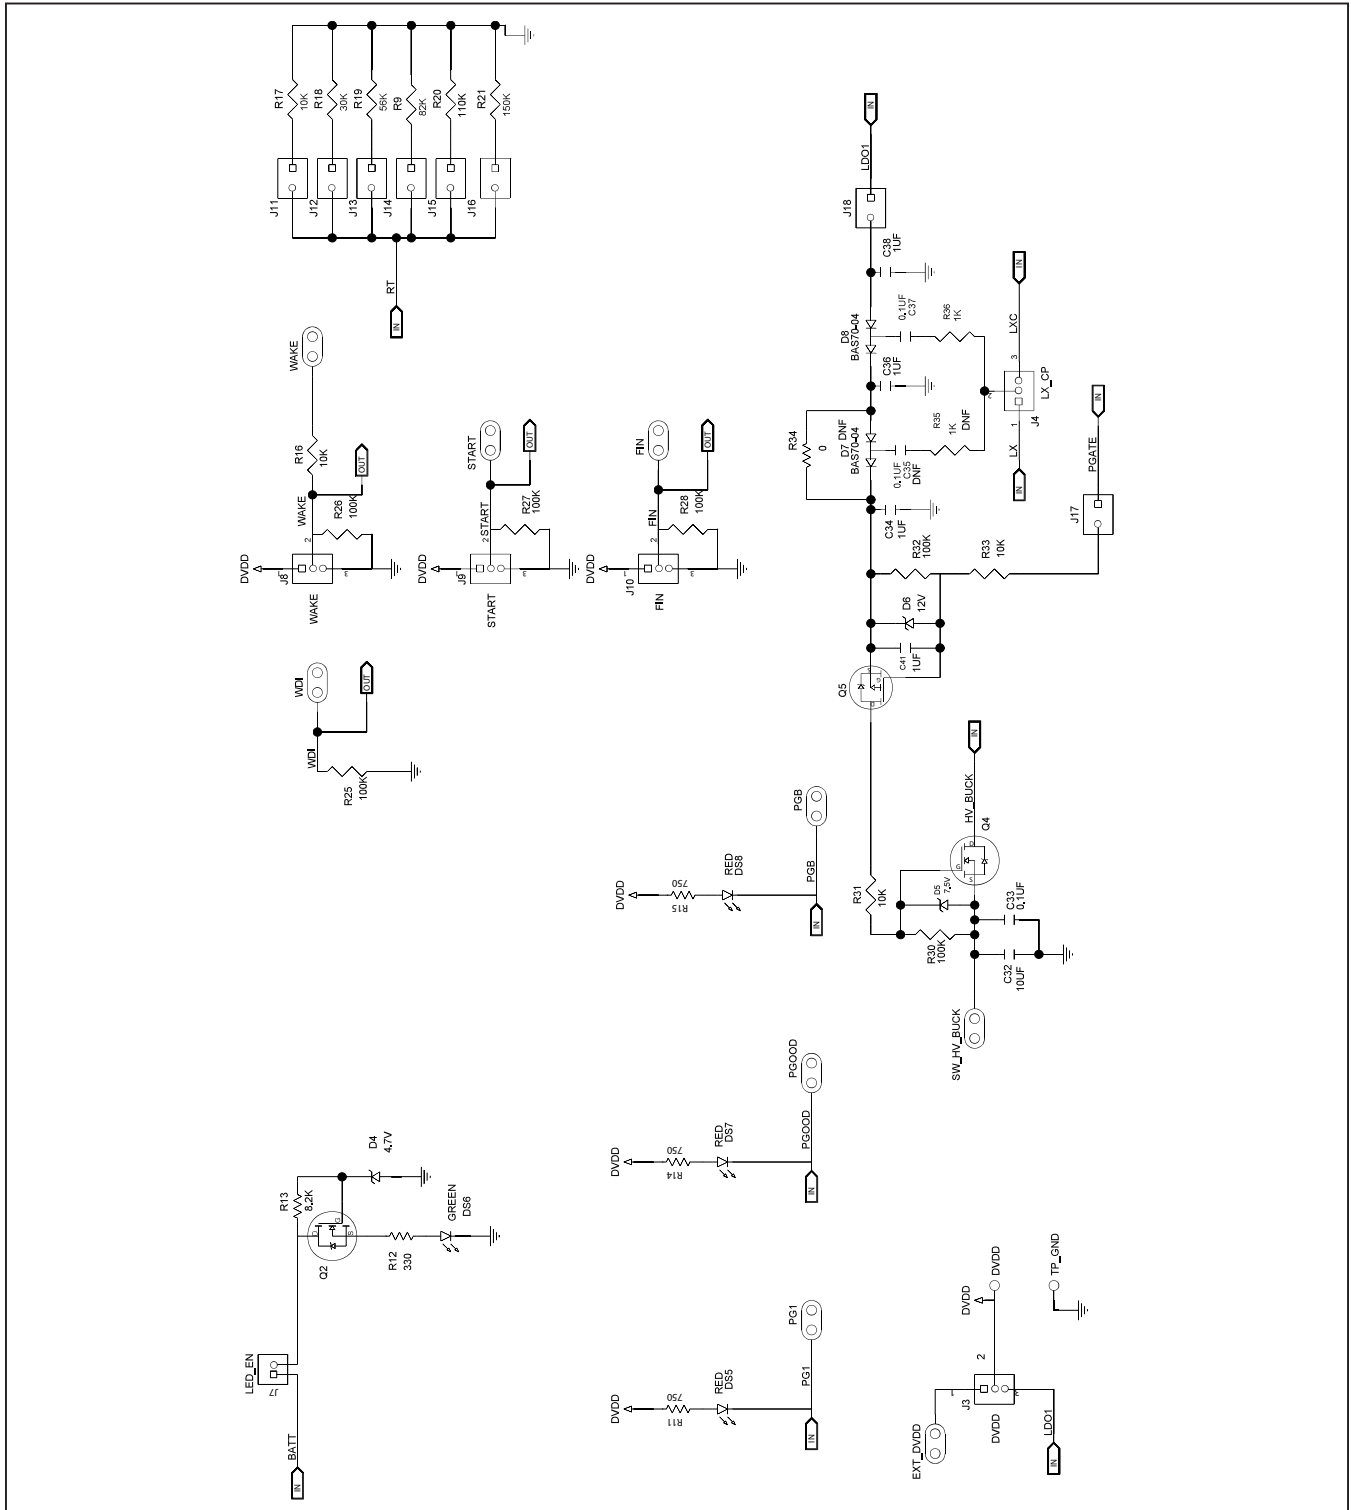 R17
10K
R18
30K
R19
56K
R9
82K
R20
110K
R21
150K
J11
J12
J13
J14
J15
J16
RT
IN
WAKE
R16
10K
OUT
WAKE
R26
100K
2
DVDD
1
J8
3
WAKE
START
OUT
START
R27
100K
2
DVDD
1
J9
3
START
FIN
OUT
FIN
R28
100K
2
DVDD
1
J10
3
FIN
WDI
OUT
WDI
R25
100K
IN
LDO1
J18
C38
1UF
D8
BAS70-04
0.1UF
C37
R36
1K
C36
1UF
R34
0
D7 DNF
BAS70-04
0.1UF
C35
DNF
R35
1K
DNF
IN
LXC
3
2
LX_CP
J4
1
LX
IN
C34
1UF
R32
100K
R33
10K
IN
PGATE
J17
D6
12V
C41
1UF
Q5
S
G
D
R31
10K
IN
HV_BUCK
Q4
D
G
S
D5
7.5V
R30
100K
C33
0.1UF
C32
10UF
SW_HV_BUCK
PGB
PGB
IN
RED
DS8
750
R15
DVDD
PGOOD
PGOOD
IN
RED
DS7
750
R14
DVDD
PG1
PG1
IN
RED
DS5
750
R11
DVDD
R13
8.2K
D4
4.7V
Q2
D
G
S
R12
330
GREEN
DS6
LED_EN
J7
BATT
IN
DVDD
DVDD
TP_GND
2
1
J3
3
DVDD
EXT_DVDD
LDO1
IN